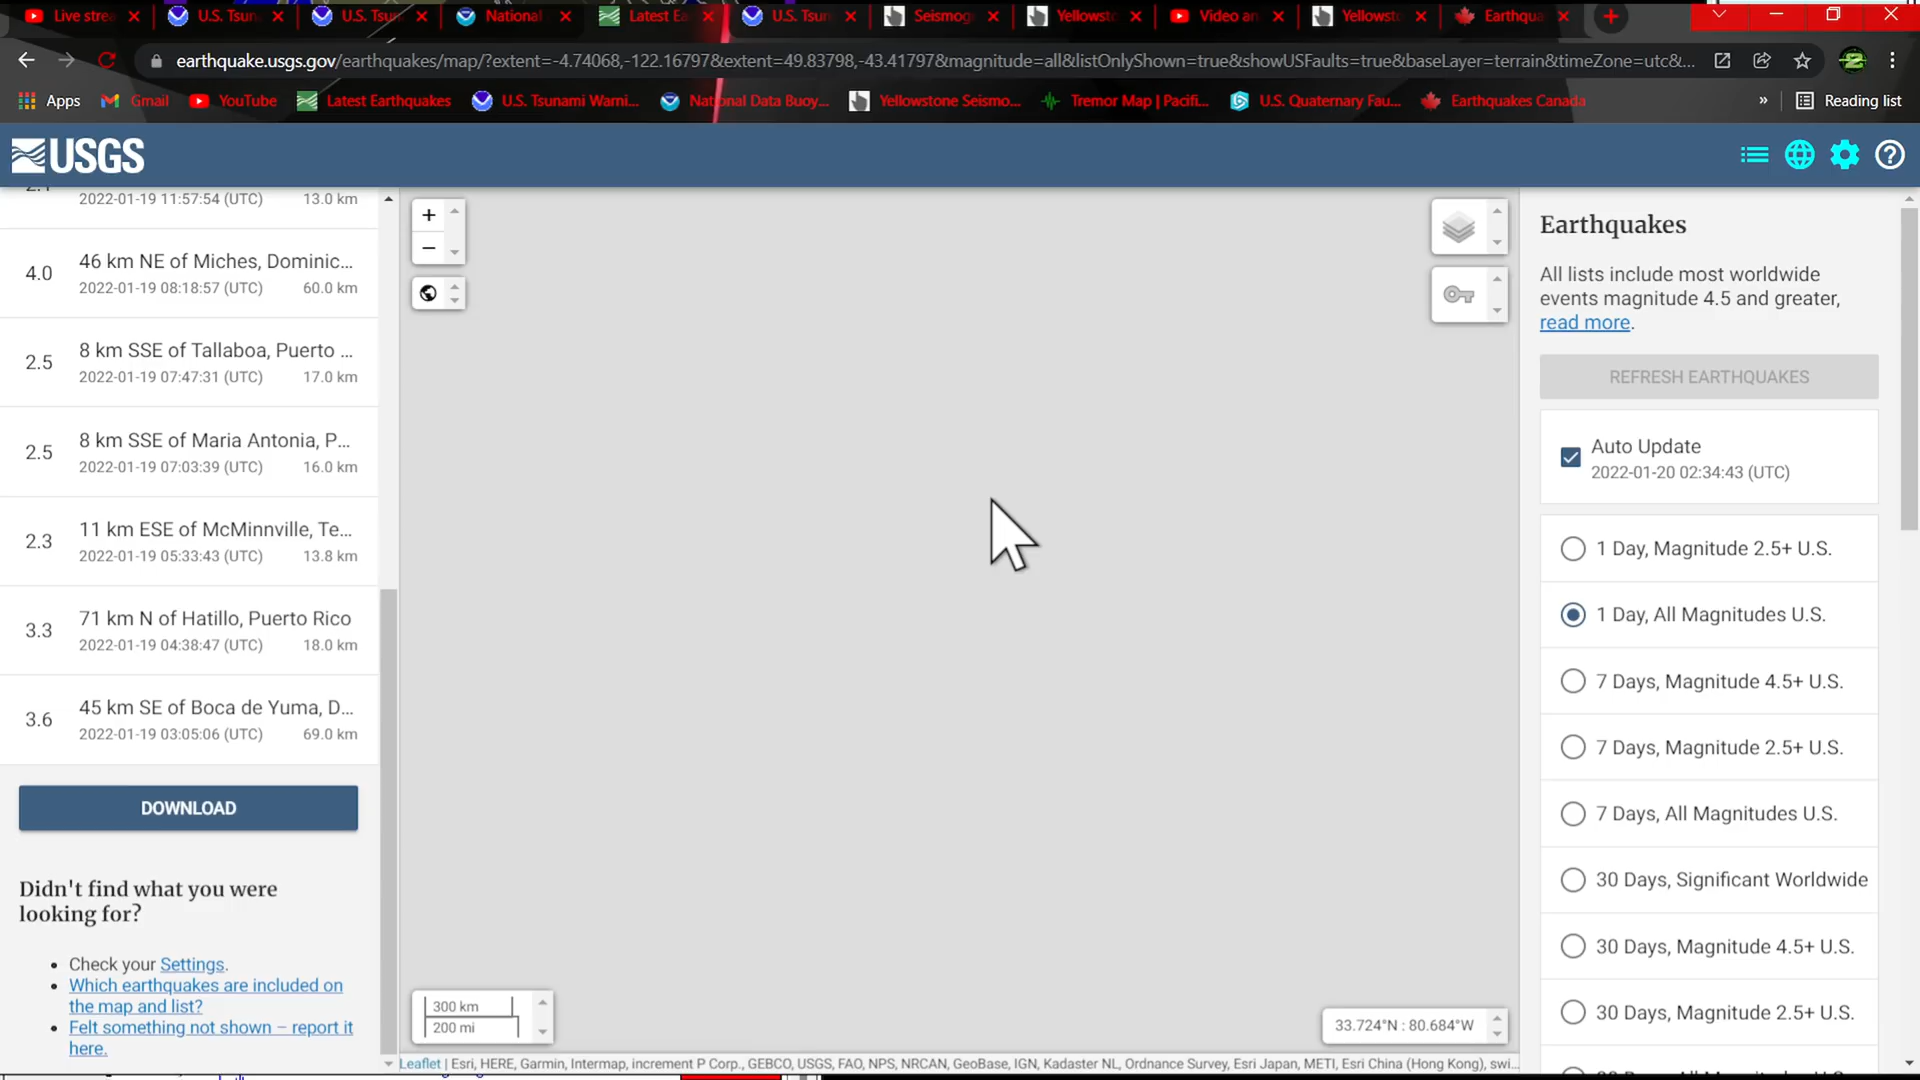 Live strea
U.S. Tsun
U.S. Tsun
National
Latest Ea
U.S. Tsun
Seismog
Yellowst
Video an
Yellowst
Earthqua
earthquake.usgs.gov/earthquakes/map/?extent=-4.74068,-122.16797&extent=49.83798,-43.41797&magnitude=all&listOnlyShown=true&showUSFaults=true&baseLayer=terrain&timeZone=utc&...
Apps
Gmail
YouTube
Latest Earthquakes
U.S. Tsunami Warni...
National Data Buoy...
Yellowstone Seismo...
Tremor Map | Pacifi...
U.S. Quaternary Fau...
Earthquakes Canada
»
Reading list
USGS
2022-01-19 11:57:54 (UTC) 13.0 km
4.0
46 km NE of Miches, Dominic...
2022-01-19 08:18:57 (UTC) 60.0 km
2.5
8 km SSE of Tallaboa, Puerto ...
2022-01-19 07:47:31 (UTC) 17.0 km
2.5
8 km SSE of Maria Antonia, P...
2022-01-19 07:03:39 (UTC) 16.0 km
2.3
11 km ESE of McMinnville, Te...
2022-01-19 05:33:43 (UTC) 13.8 km
3.3
71 km N of Hatillo, Puerto Rico
2022-01-19 04:38:47 (UTC) 18.0 km
3.6
45 km SE of Boca de Yuma, D...
2022-01-19 03:05:06 (UTC) 69.0 km
DOWNLOAD
Didn't find what you were
looking for?
• Check your Settings.
• Which earthquakes are included on
the map and list?
• Felt something not shown – report it
here.
+
−
300 km
200 mi
33.724°N : 80.684°W
Leaflet | Esri, HERE, Garmin, Intermap, increment P Corp., GEBCO, USGS, FAO, NPS, NRCAN, GeoBase, IGN, Kadaster NL, Ordnance Survey, Esri Japan, METI, Esri China (Hong Kong), swi...
Earthquakes
All lists include most worldwide
events magnitude 4.5 and greater,
read more.
REFRESH EARTHQUAKES
Auto Update
2022-01-20 02:34:43 (UTC)
1 Day, Magnitude 2.5+ U.S.
1 Day, All Magnitudes U.S.
7 Days, Magnitude 4.5+ U.S.
7 Days, Magnitude 2.5+ U.S.
7 Days, All Magnitudes U.S.
30 Days, Significant Worldwide
30 Days, Magnitude 4.5+ U.S.
30 Days, Magnitude 2.5+ U.S.